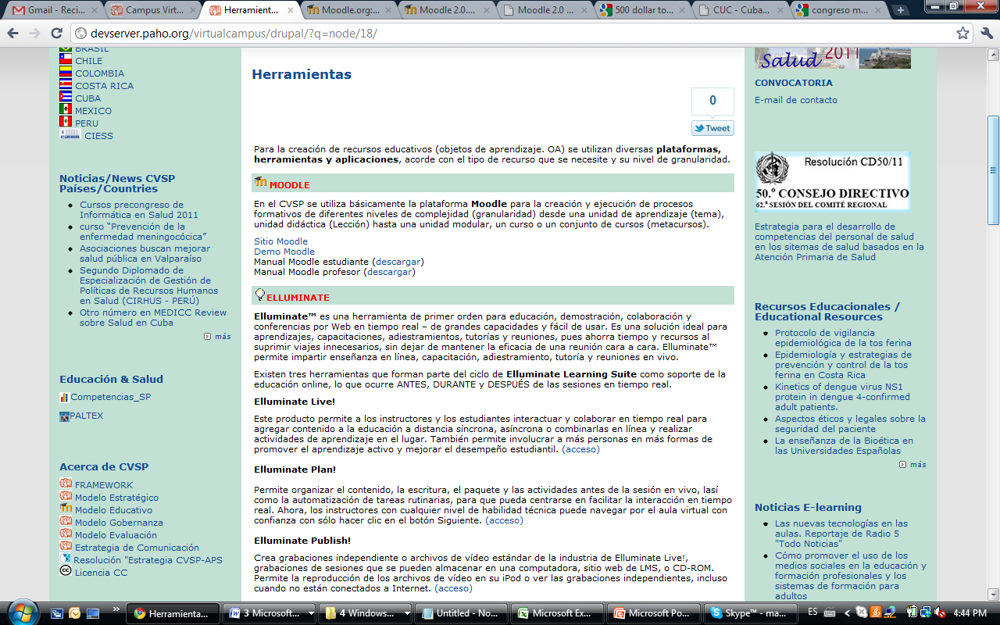 Gmail - Reci...
Campus Virt...
Herramient...
Moodle.org:...
Moodle 2.0....
Moodle 2.0 ...
500 dollar to...
CUC - Cuba...
congreso m...
devserver.paho.org/virtualcampus/drupal/?q=node/18/
BRASIL
CHILE
COLOMBIA
COSTA RICA
CUBA
MEXICO
PERU
CIESS
Noticias/News CVSP
Países/Countries
Cursos precongreso de
Informática en Salud 2011
curso “Prevención de la
enfermedad meningocócica”
Asociaciones buscan mejorar
salud pública en Valparaíso
Segundo Diplomado de
Especialización de Gestión de
Políticas de Recursos Humanos
en Salud (CIRHUS - PERÚ)
Otro número en MEDICC Review
sobre Salud en Cuba
más
Educación & Salud
Competencias_SP
PALTEX
Acerca de CVSP
FRAMEWORK
Modelo Estratégico
Modelo Educativo
Modelo Gobernanza
Modelo Evaluación
Estrategia de Comunicación
Resolución "Estrategia CVSP-APS
Licencia CC
Herramientas
0
Tweet
Para la creación de recursos educativos (objetos de aprendizaje. OA) se utilizan diversas plataformas,
herramientas y aplicaciones, acorde con el tipo de recurso que se necesite y su nivel de granularidad.
MOODLE
En el CVSP se utiliza básicamente la plataforma Moodle para la creación y ejecución de procesos
formativos de diferentes niveles de complejidad (granularidad) desde una unidad de aprendizaje (tema),
unidad didáctica (Lección) hasta una unidad modular, un curso o un conjunto de cursos (metacursos).
Sitio Moodle
Demo Moodle
Manual Moodle estudiante (descargar)
Manual Moodle profesor (descargar)
ELLUMINATE
Elluminate™ es una herramienta de primer orden para educación, demostración, colaboración y
conferencias por Web en tiempo real – de grandes capacidades y fácil de usar. Es una solución ideal para
aprendizajes, capacitaciones, adiestramientos, tutorías y reuniones, pues ahorra tiempo y recursos al
suprimir viajes innecesarios, sin dejar de mantener la eficacia de una reunión cara a cara. Elluminate™
permite impartir enseñanza en línea, capacitación, adiestramiento, tutoría y reuniones en vivo.
Existen tres herramientas que forman parte del ciclo de Elluminate Learning Suite como soporte de la
educación online, lo que ocurre ANTES, DURANTE y DESPUÉS de las sesiones en tiempo real.
Elluminate Live!
Este producto permite a los instructores y los estudiantes interactuar y colaborar en tiempo real para
agregar contenido a la educación a distancia síncrona, asíncrona o combinarlas en línea y realizar
actividades de aprendizaje en el lugar. También permite involucrar a más personas en más formas de
promover el aprendizaje activo y mejorar el desempeño estudiantil. (acceso)
Elluminate Plan!
Permite organizar el contenido, la escritura, el paquete y las actividades antes de la sesión en vivo, lasí
como la automatización de tareas rutinarias, para que pueda centrarse en facilitar la interacción en tiempo
real. Ahora, los instructores con cualquier nivel de habilidad técnica puede navegar por el aula virtual con
confianza con sólo hacer clic en el botón Siguiente. (acceso)
Elluminate Publish!
Crea grabaciones independiente o archivos de vídeo estándar de la industria de Elluminate Live!,
grabaciones de sesiones que se pueden almacenar en una computadora, sitio web de LMS, o CD-ROM.
Permite la reproducción de los archivos de vídeo en su iPod o ver las grabaciones independientes, incluso
cuando no están conectados a Internet. (acceso)
Salud 2011
CONVOCATORIA
E-mail de contacto
Resolución CD50/11
50.º CONSEJO DIRECTIVO
62.ª SESIÓN DEL COMITÉ REGIONAL
Estrategia para el desarrollo de
competencias del personal de salud
en los sitemas de salud basados en la
Atención Primaria de Salud
Recursos Educacionales /
Educational Resources
Protocolo de vigilancia
epidemiológica de la tos ferina
Epidemiología y estrategias de
prevención y control de la tos
ferina en Costa Rica
Kinetics of dengue virus NS1
protein in dengue 4-confirmed
adult patients.
Aspectos éticos y legales sobre la
seguridad del paciente
La enseñanza de la Bioética en
las Universidades Españolas
más
Noticias E-learning
Las nuevas tecnologías en las
aulas. Reportaje de Radio 5
"Todo Noticias"
Cómo promover el uso de los
medios sociales en la educación y
formación profesionales y los
sistemas de formación para
adultos
Herramienta...
3 Microsoft...
4 Windows...
Untitled - No...
Microsoft Ex...
Microsoft Po...
Skype™ - ma...
ES
4:44 PM